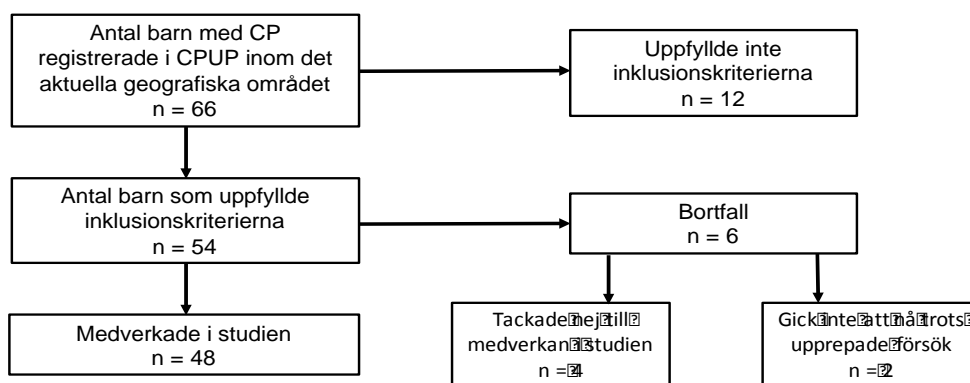 Antal barn med CP
registrerade i CPUP inom det
aktuella geografiska området
n = 66
Uppfyllde inte
inklusionskriterierna
n = 12
Antal barn som uppfyllde
inklusionskriterierna
n = 54
Bortfall
n = 6
Medverkade i studien
n = 48
Tackade nej till
medverkan i studien
n = 4
Gick inte att nå trots
upprepade försök
n = 2